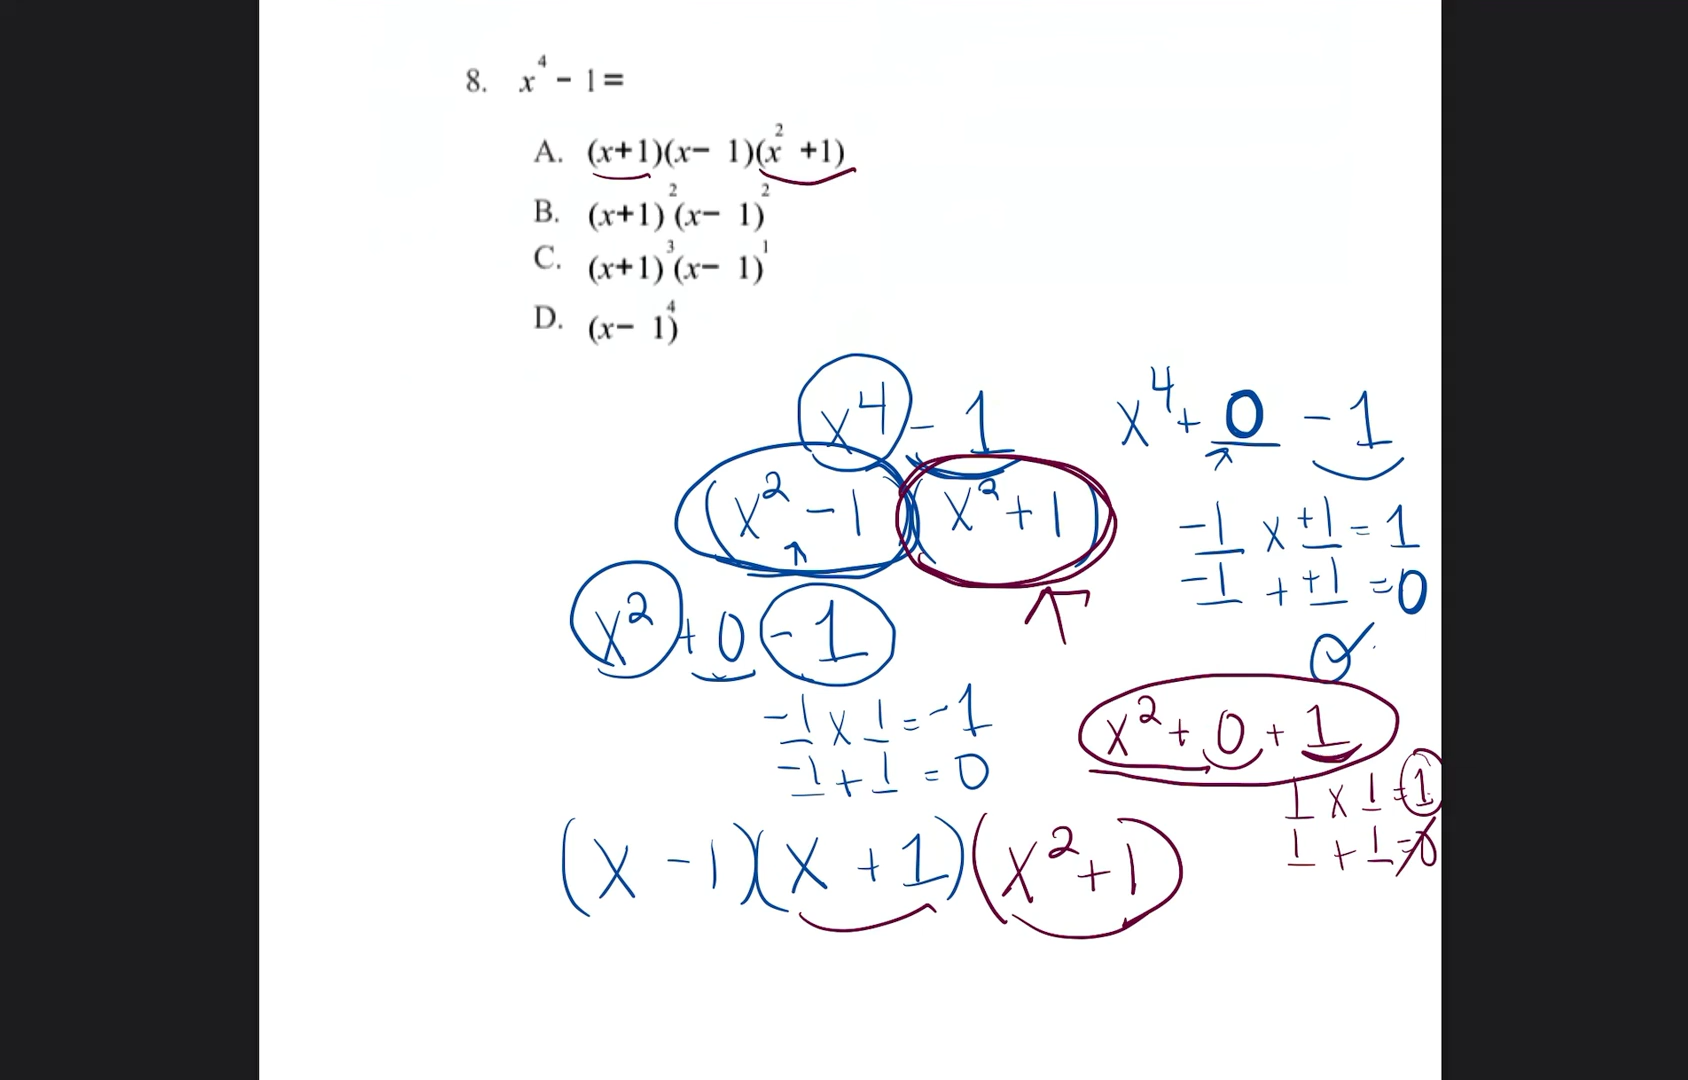 8. x⁴ - 1 =
A. (x+1)(x- 1)(x² +1)
B. (x+1)²(x- 1)²
C. (x+1)³(x- 1)¹
D. (x- 1)⁴
x⁴ - 1
x⁴ + 0 - 1
(x² - 1)(x² + 1)
-1 x +1 = 1
-1 + +1 = 0
x² + 0 - 1
-1 x 1 = -1
-1 + 1 = 0
x² + 0 + 1
1 x 1 = 1
1 + 1 = 0
(x - 1)(x + 1)(x² + 1)